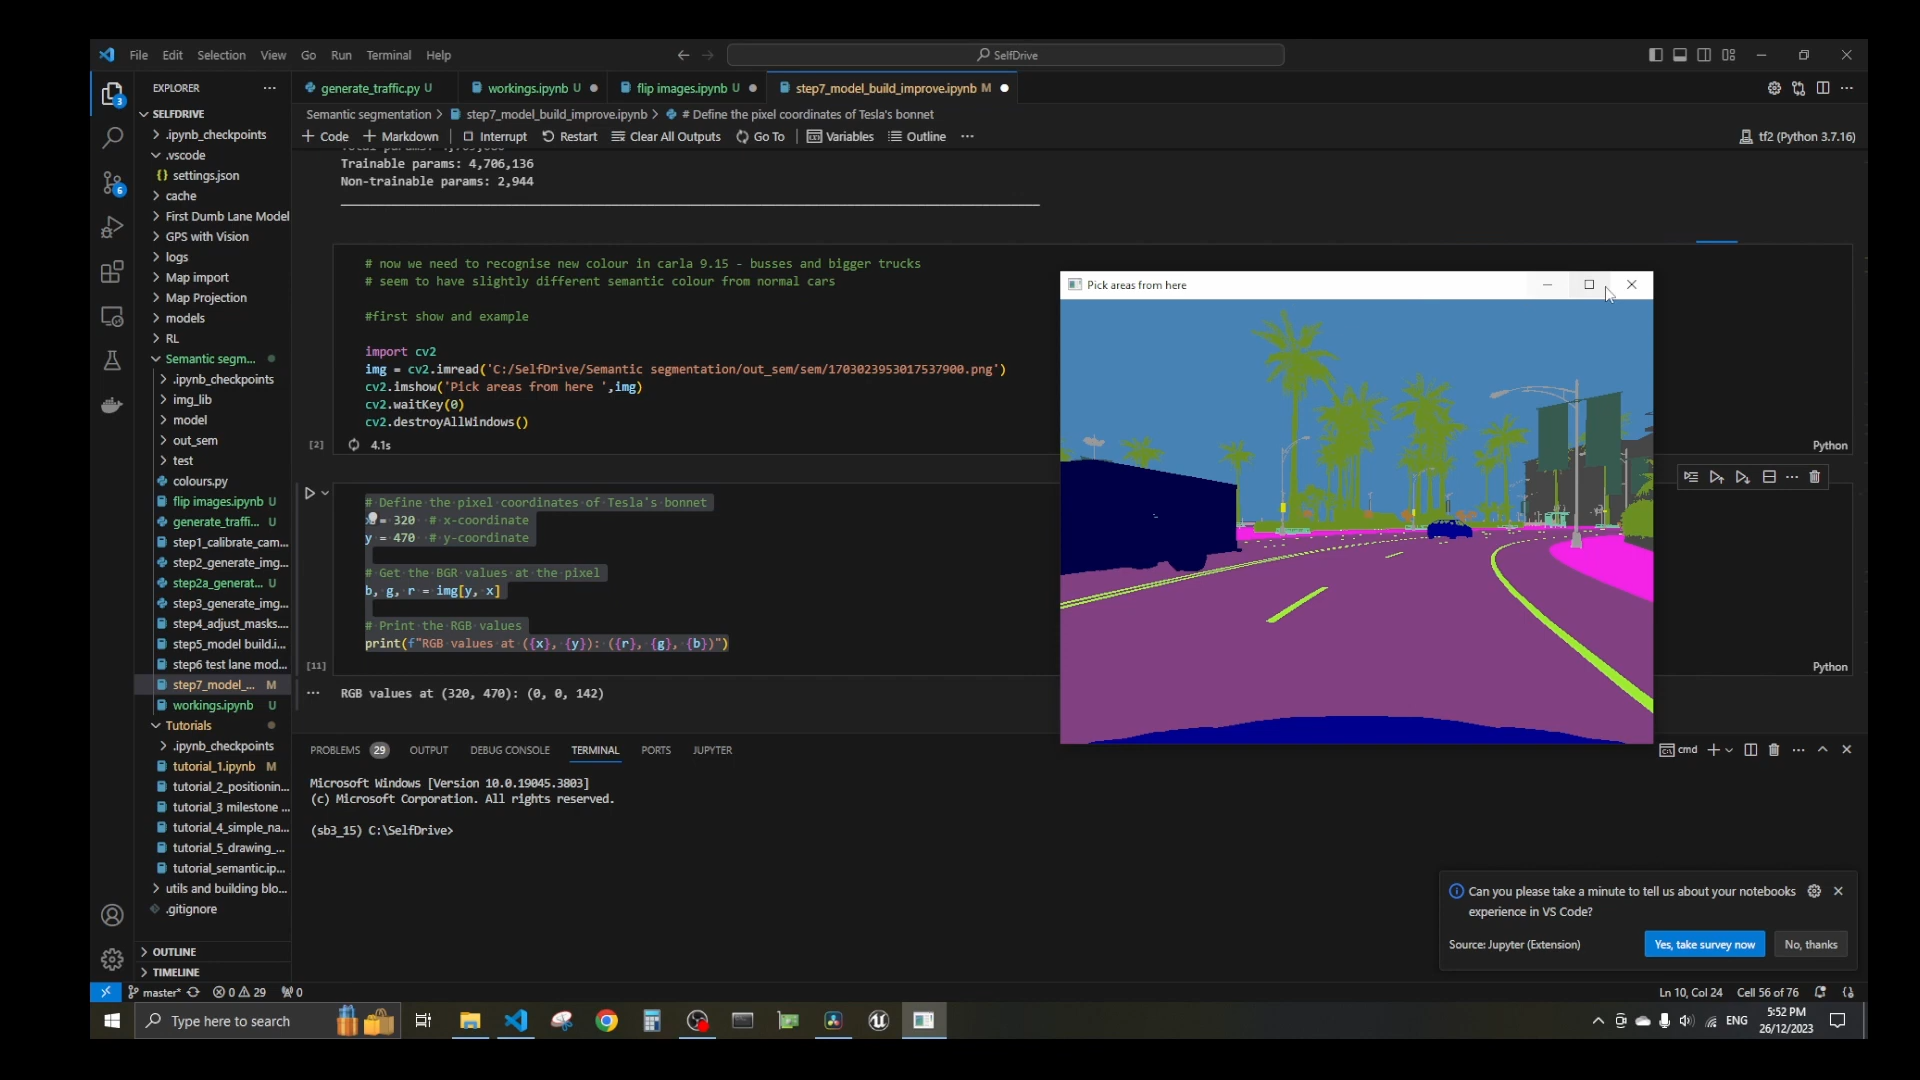 File Edit Selection View Go Run Terminal Help
SelfDrive
EXPLORER
SELFDRIVE
.ipynb_checkpoints
.vscode
settings.json
cache
First Dumb Lane Model
GPS with Vision
logs
Map import
Map Projection
models
RL
Semantic segm...
.ipynb_checkpoints
img_lib
model
out_sem
test
colours.py
flip images.ipynb U
generate_traffi... U
step1_calibrate_cam...
step2_generate_img...
step2a_generat... U
step3_generate_img...
step4_adjust_masks....
step5_model build.i...
step6 test lane mod...
step7_model_... M
workings.ipynb U
Tutorials
.ipynb_checkpoints
tutorial_1.ipynb M
tutorial_2_positionin...
tutorial_3 milestone ...
tutorial_4_simple_na...
tutorial_5_drawing_...
tutorial_semantic.ip...
utils and building blo...
.gitignore
OUTLINE
TIMELINE
3
6
generate_traffic.py U
workings.ipynb U
flip images.ipynb U
step7_model_build_improve.ipynb M
Semantic segmentation > step7_model_build_improve.ipynb > # Define the pixel coordinates of Tesla's bonnet
+ Code + Markdown Interrupt Restart Clear All Outputs Go To Variables Outline ...
tf2 (Python 3.7.16)
Trainable params: 4,706,136
Non-trainable params: 2,944
# now we need to recognise new colour in carla 9.15 - busses and bigger trucks
# seem to have slightly different semantic colour from normal cars
#first show and example
import cv2
img = cv2.imread('C:/SelfDrive/Semantic segmentation/out_sem/sem/1703023953017537900.png')
cv2.imshow('Pick areas from here ',img)
cv2.waitKey(0)
cv2.destroyAllWindows()
[2] 4.1s
Python
# Define the pixel coordinates of Tesla's bonnet
= 320 # x-coordinate
y = 470 # y-coordinate
# Get the BGR values at the pixel
b, g, r = img[y, x]
# Print the RGB values
print(f"RGB values at ({x}, {y}): ({r}, {g}, {b})")
[11]
Python
RGB values at (320, 470): (0, 0, 142)
Pick areas from here
PROBLEMS 29 OUTPUT DEBUG CONSOLE TERMINAL PORTS JUPYTER
cmd
Microsoft Windows [Version 10.0.19045.3803]
(c) Microsoft Corporation. All rights reserved.
(sb3_15) C:\SelfDrive>
Can you please take a minute to tell us about your notebooks
experience in VS Code?
Source: Jupyter (Extension)
Yes, take survey now
No, thanks
master* 0 29 0
Ln 10, Col 24 Cell 56 of 76
Type here to search
ENG
5:52 PM
26/12/2023